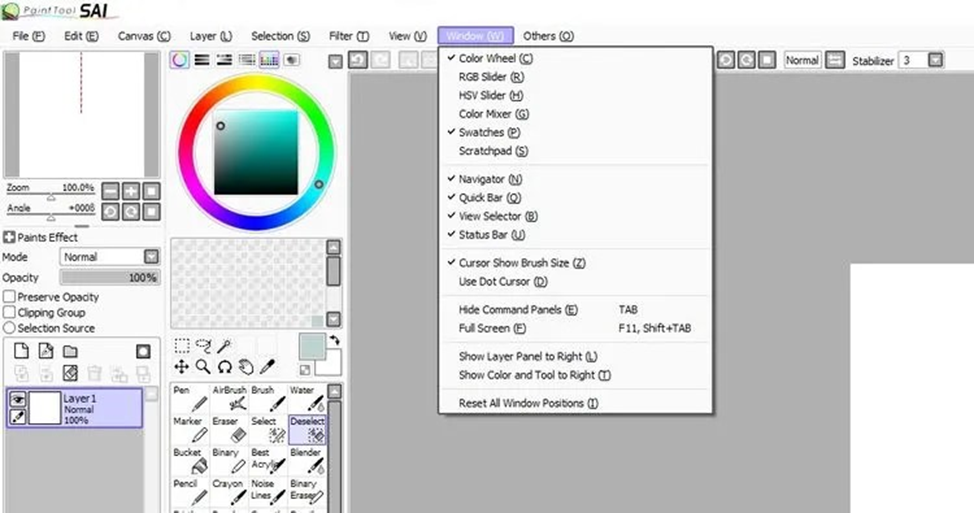 PaintTool SAI
File (F) Edit (E) Canvas (C) Layer (L) Selection (S) Filter (T) View (V) Window (W) Others (O)
Normal Stabilizer 3
Color Wheel (C)
RGB Slider (R)
HSV Slider (H)
Color Mixer (G)
Swatches (P)
Scratchpad (S)
Navigator (N)
Quick Bar (Q)
View Selector (B)
Status Bar (U)
Cursor Show Brush Size (Z)
Use Dot Cursor (D)
Hide Command Panels (E) TAB
Full Screen (F) F11, Shift+TAB
Show Layer Panel to Right (L)
Show Color and Tool to Right (T)
Reset All Window Positions (I)
Zoom 100.0%
Angle +000ß
Paints Effect
Mode Normal
Opacity 100%
Preserve Opacity
Clipping Group
Selection Source
Layer1
Normal
100%
Pen AirBrush Brush Water
Marker Eraser Select Deselect
Bucket Binary Best Acrylic Blender
Pencil Crayon Noise Lines Binary Eraser